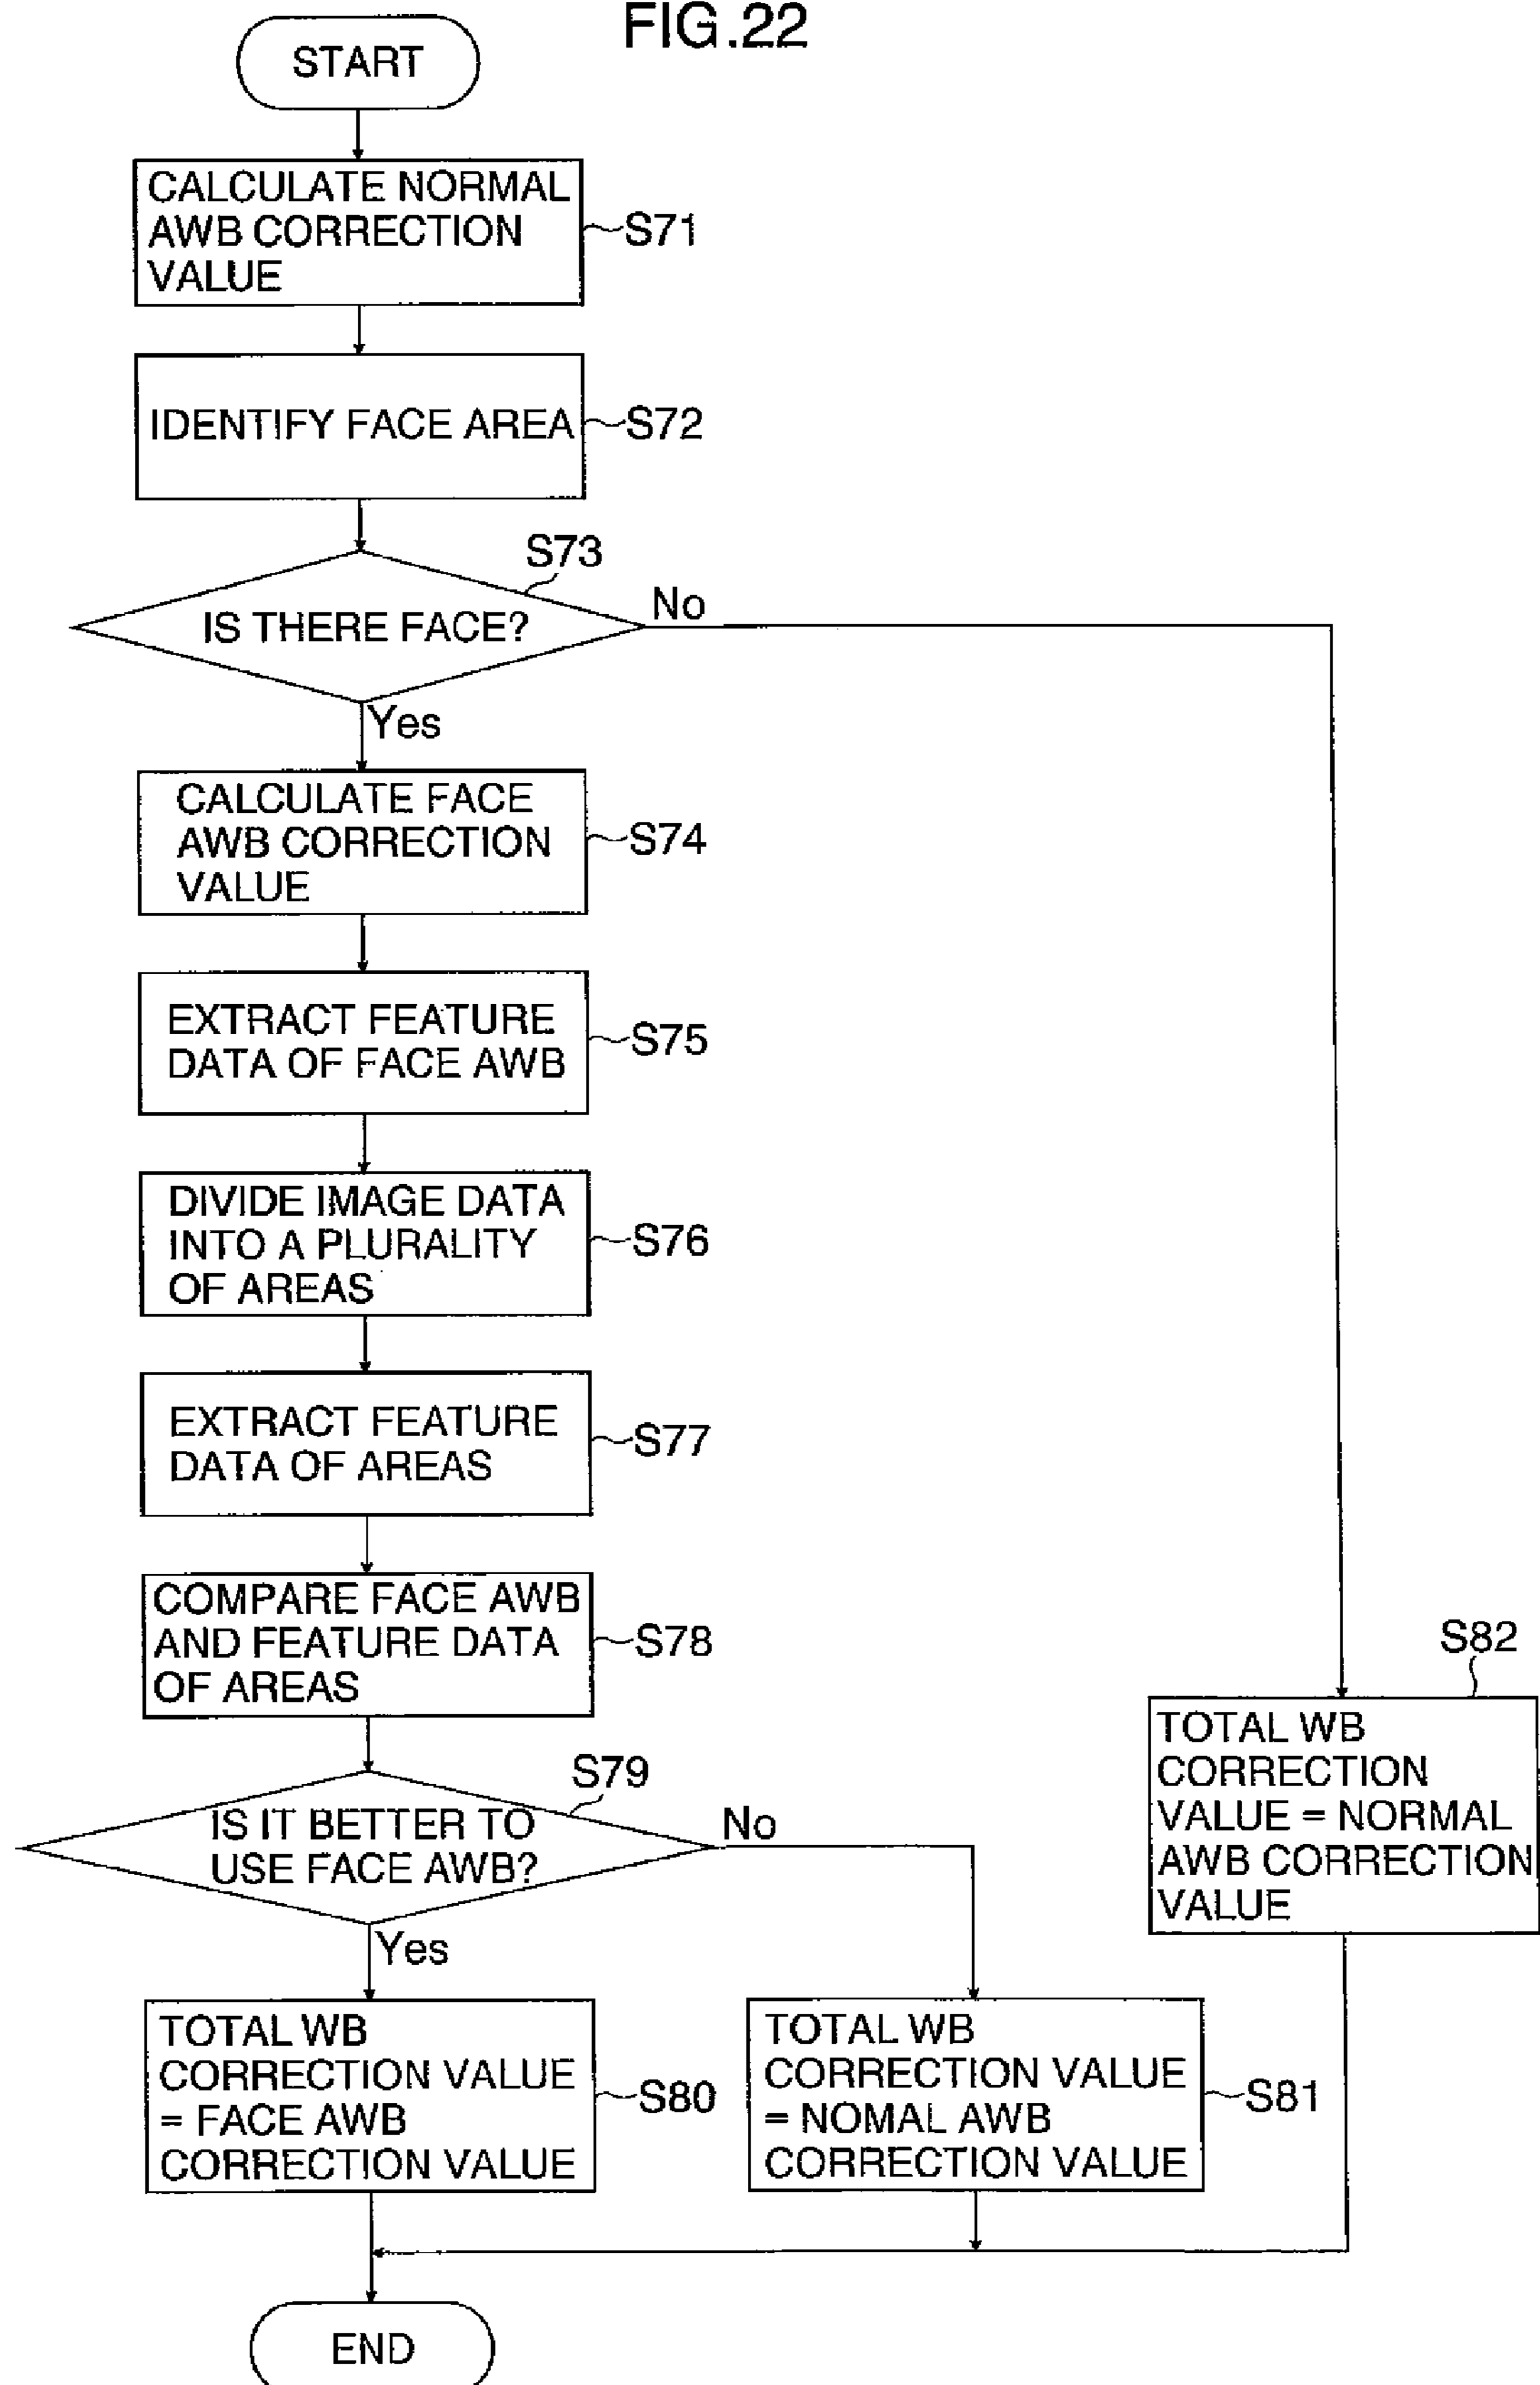 FIG.22
START
CALCULATE NORMAL
AWB CORRECTION
VALUE
S71
IDENTIFY FACE AREA
S72
S73
IS THERE FACE?
No
Yes
CALCULATE FACE
AWB CORRECTION
VALUE
S74
EXTRACT FEATURE
DATA OF FACE AWB
S75
DIVIDE IMAGE DATA
INTO A PLURALITY
OF AREAS
S76
EXTRACT FEATURE
DATA OF AREAS
S77
COMPARE FACE AWB
AND FEATURE DATA
OF AREAS
S78
S79
IS IT BETTER TO
USE FACE AWB?
No
Yes
S82
TOTAL WB
CORRECTION
VALUE = NORMAL
AWB CORRECTION
VALUE
TOTAL WB
CORRECTION VALUE
= FACE AWB
CORRECTION VALUE
S80
TOTAL WB
CORRECTION VALUE
= NOMAL AWB
CORRECTION VALUE
S81
END